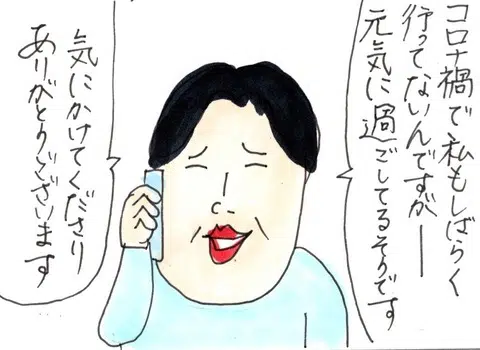 コロナ禍で私もしばらく
行ってないんですが――
元気に過ごしてるそうです
気にかけてくださり
ありがとうございます